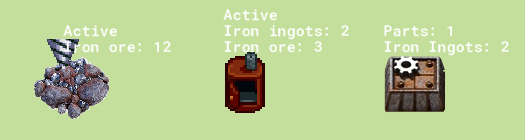 Active
Iron ore: 12
Active
Iron ingots: 2
Iron ore: 3
Parts: 1
Iron Ingots: 2